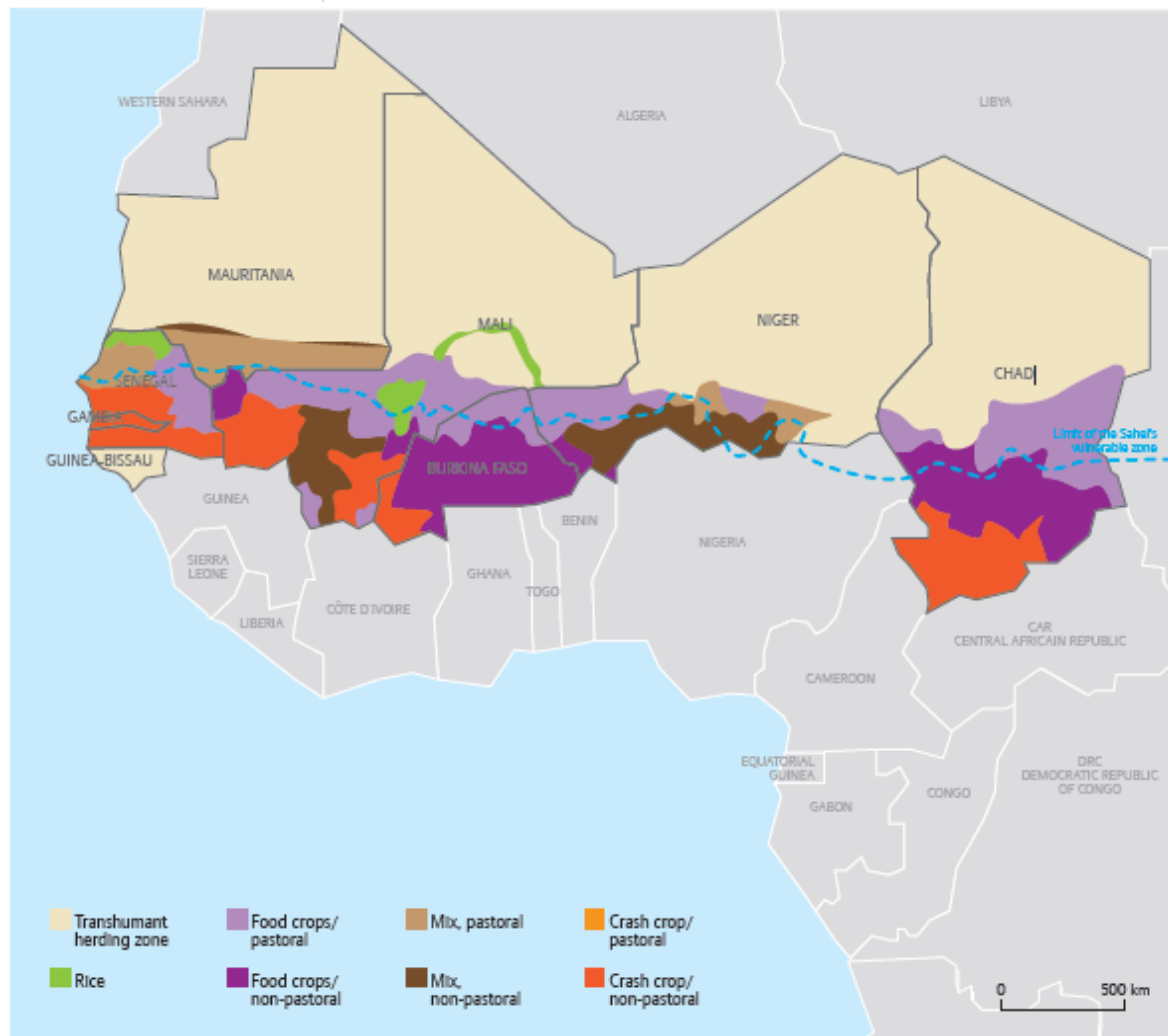 WESTERN SAHARA
ALGERIA
LIBYA
MAURITANIA
MALI
NIGER
CHAD
SENEGAL
GAMBIA
GUINEA-BISSAU
Limit of the Sahel's
vulnerable zone
BURKINA FASO
GUINEA
BENIN
NIGERIA
SIERRA
LEONE
GHANA
TOGO
CÔTE D'IVOIRE
LIBERIA
CAR
CENTRAL AFRICAIN REPUBLIC
CAMEROON
EQUATORIAL
GUINEA
GABON
CONGO
DRC
DEMOCRATIC REPUBLIC
OF CONGO
Transhumant
herding zone
Food crops/
pastoral
Mix, pastoral
Crash crop/
pastoral
Rice
Food crops/
non-pastoral
Mix,
non-pastoral
Crash crop/
non-pastoral
0 500 km